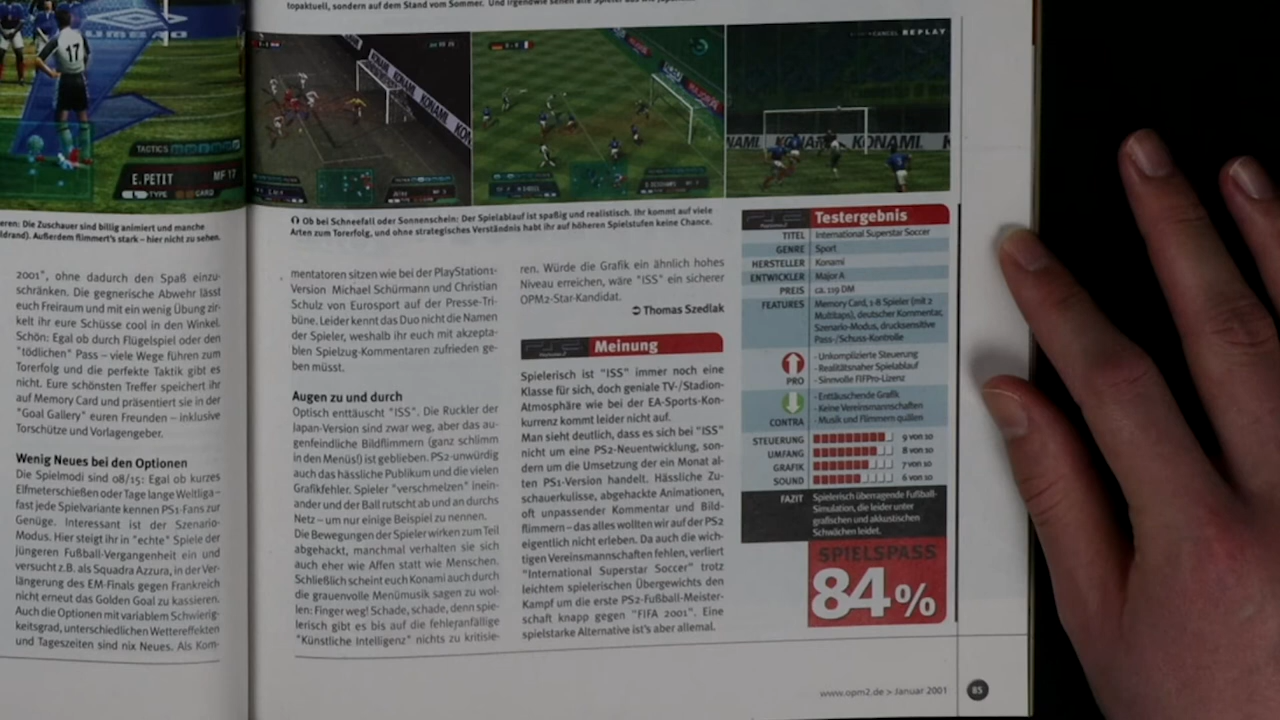 topaktuell, sondern auf dem Stand vom Sommer. Und irgendwie sehen alle Spieler aus wie
UMBRO
17
TACTICS
E. PETIT MF 17
TYPE CARD
KONAMI KONAMI
CANCEL REPLAY
KONAMI KONAMI
eren: Die Zuschauer sind billig animiert und manche
ldrand). Außerdem flimmert's stark – hier nicht zu sehen.
Ob bei Schneefall oder Sonnenschein: Der Spielablauf ist spaßig und realistisch. Ihr kommt auf viele
Arten zum Torerfolg, und ohne strategisches Verständnis habt ihr auf höheren Spielstufen keine Chance.
2001", ohne dadurch den Spaß einzu-
schränken. Die gegnerische Abwehr lässt
euch Freiraum und mit ein wenig Übung zir-
kelt ihr eure Schüsse cool in den Winkel.
Schön: Egal ob durch Flügelspiel oder den
"tödlichen" Pass – viele Wege führen zum
Torerfolg und die perfekte Taktik gibt es
nicht. Eure schönsten Treffer speichert ihr
auf Memory Card und präsentiert sie in der
"Goal Gallery" euren Freunden – inklusive
Torschütze und Vorlagengeber.
Wenig Neues bei den Optionen
Die Spielmodi sind 08/15: Egal ob kurzes
Elfmeterschießen oder Tage lange Weltliga –
fast jede Spielvariante kennen PS1-Fans zur
Genüge. Interessant ist der Szenario-
Modus. Hier steigt ihr in "echte" Spiele der
jüngeren Fußball-Vergangenheit ein und
versucht z.B. als Squadra Azzura, in der Ver-
längerung des EM-Finals gegen Frankreich
nicht erneut das Golden Goal zu kassieren.
Auch die Optionen mit variablem Schwierig-
keitsgrad, unterschiedlichen Wettereffekten
und Tageszeiten sind nix Neues. Als Kom-
mentatoren sitzen wie bei der PlayStation1-
Version Michael Schürmann und Christian
Schulz von Eurosport auf der Presse-Tri-
büne. Leider kennt das Duo nicht die Namen
der Spieler, weshalb ihr euch mit akzepta-
blen Spielzug-Kommentaren zufrieden ge-
ben müsst.
Augen zu und durch
Optisch enttäuscht "ISS". Die Ruckler der
Japan-Version sind zwar weg, aber das au-
genfeindliche Bildflimmern (ganz schlimm
in den Menüs!) ist geblieben. PS2-unwürdig
auch das hässliche Publikum und die vielen
Grafikfehler. Spieler "verschmelzen" inein-
ander und der Ball rutscht ab und an durchs
Netz – um nur einige Beispiel zu nennen.
Die Bewegungen der Spieler wirken zum Teil
abgehackt, manchmal verhalten sie sich
auch eher wie Affen statt wie Menschen.
Schließlich scheint euch Konami auch durch
die grauenvolle Menümusik sagen zu wol-
len: Finger weg! Schade, schade, denn spie-
lerisch gibt es bis auf die fehleranfällige
"Künstliche Intelligenz" nichts zu kritisie-
ren. Würde die Grafik ein ähnlich hohes
Niveau erreichen, wäre "ISS" ein sicherer
OPM2-Star-Kandidat.
Thomas Szedlak
Meinung
Spielerisch ist "ISS" immer noch eine
Klasse für sich, doch geniale TV-/Stadion-
Atmosphäre wie bei der EA-Sports-Kon-
kurrenz kommt leider nicht auf.
Man sieht deutlich, dass es sich bei "ISS"
nicht um eine PS2-Neuentwicklung, son-
dern um die Umsetzung der ein Monat al-
ten PS1-Version handelt. Hässliche Zu-
schauerkulisse, abgehackte Animationen,
oft unpassender Kommentar und Bild-
flimmern – das alles wollten wir auf der PS2
eigentlich nicht erleben. Da auch die wich-
tigen Vereinsmannschaften fehlen, verliert
"International Superstar Soccer" trotz
leichtem spielerischen Übergewichts den
Kampf um die erste PS2-Fußball-Meister-
schaft knapp gegen "FIFA 2001". Eine
spielstarke Alternative ist's aber allemal.
Testergebnis
TITEL International Superstar Soccer
GENRE Sport
HERSTELLER Konami
ENTWICKLER Major A
PREIS ca. 119 DM
FEATURES Memory Card, 1-8 Spieler (mit 2
Multitaps), deutscher Kommentar,
Szenario-Modus, drucksensitive
Pass-/Schuss-Kontrolle
PRO - Unkomplizierte Steuerung
- Realitätsnaher Spielablauf
- Sinnvolle FIFPro-Lizenz
CONTRA - Enttäuschende Grafik
- Keine Vereinsmannschaften
- Musik und Flimmern quälen
STEUERUNG 9 von 10
UMFANG 8 von 10
GRAFIK 7 von 10
SOUND 6 von 10
FAZIT Spielerisch überragende Fußball-
Simulation, die leider unter
grafischen und akkustischen
Schwächen leidet.
SPIELSPASS
84%
www.opm2.de > Januar 2001 85